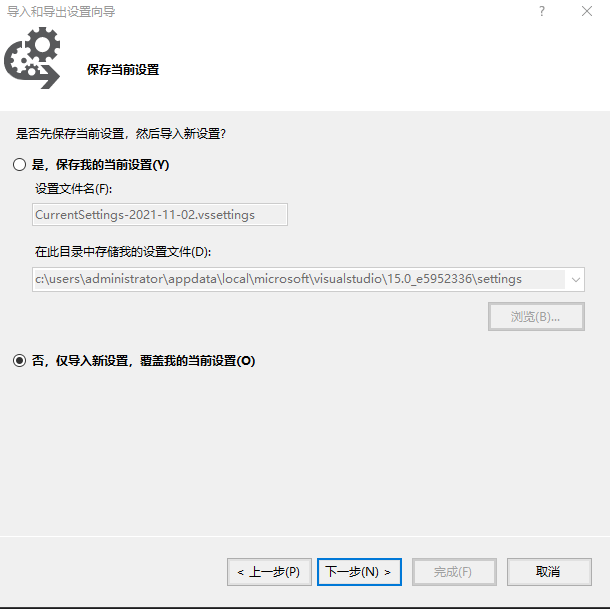 导入和导出设置向导
?
保存当前设置
是否先保存当前设置，然后导入新设置?
是，保存我的当前设置(Y)
设置文件名(F):
CurrentSettings-2021-11-02.vssettings
在此目录中存储我的设置文件(D):
c:\users\administrator\appdata\local\microsoft\visualstudio\15.0_e5952336\settings
浏览(B)...
否，仅导入新设置，覆盖我的当前设置(O)
< 上一步(P) 下一步(N) > 完成(F) 取消